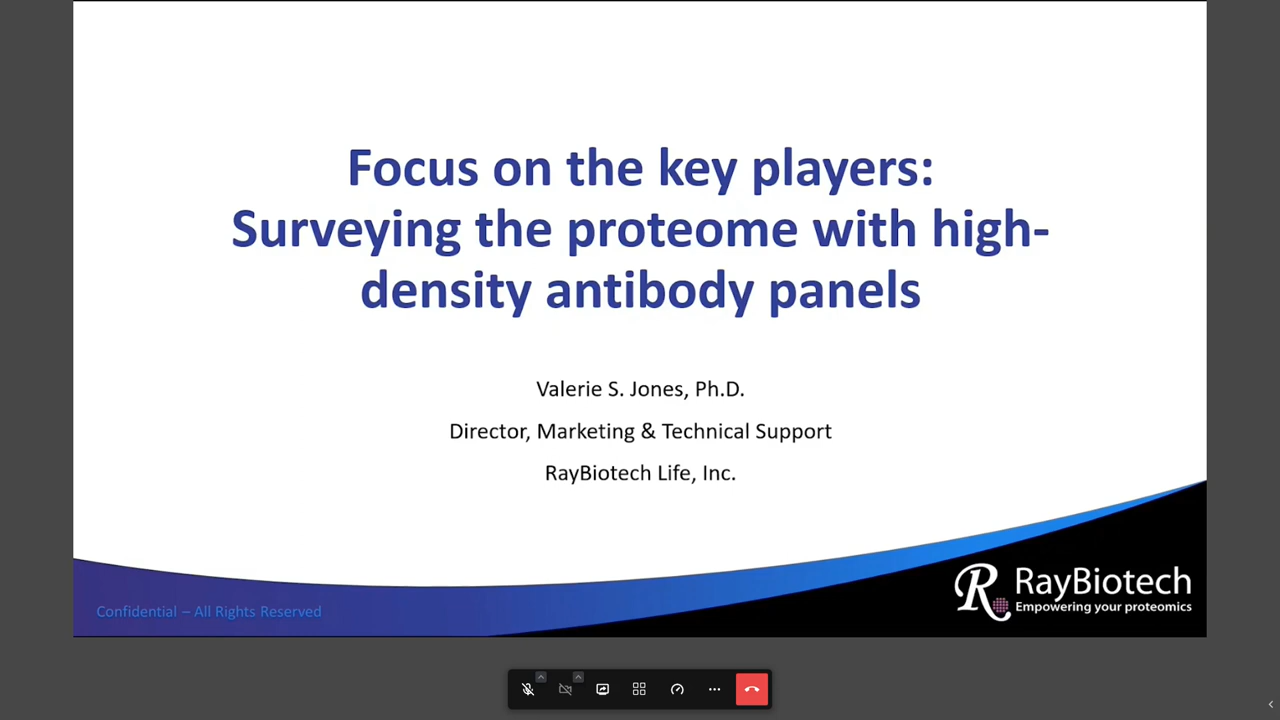 Focus on the key players:
Surveying the proteome with high-
density antibody panels
Valerie S. Jones, Ph.D.
Director, Marketing & Technical Support
RayBiotech Life, Inc.
Confidential – All Rights Reserved
R RayBiotech
Empowering your proteomics